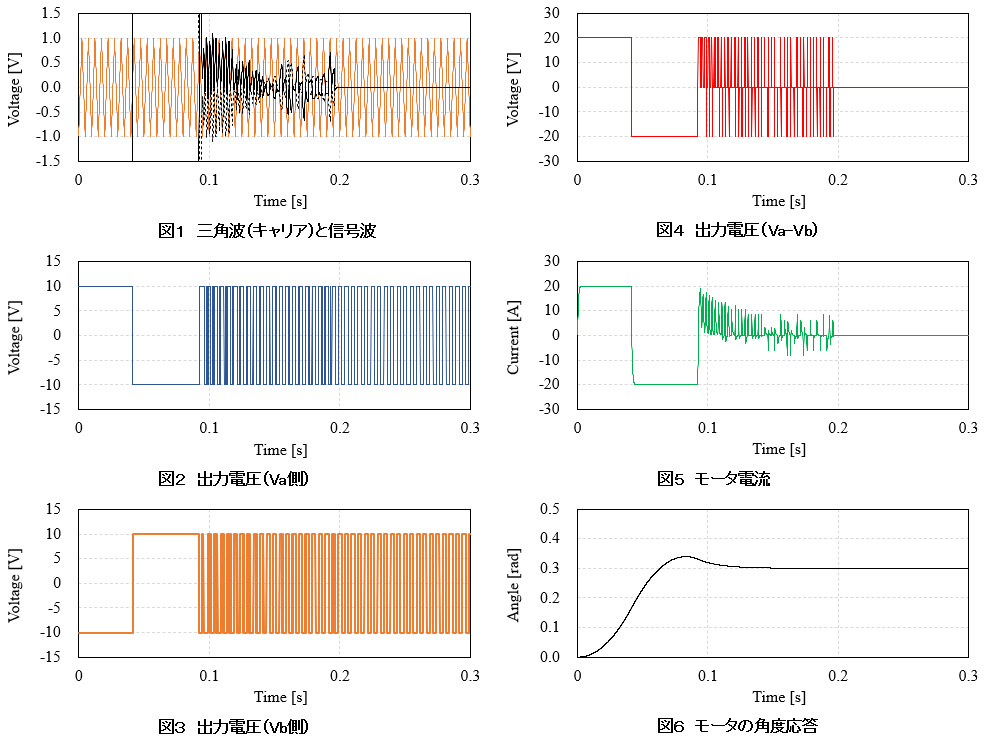 1.5
1.0
0.5
0.0
-0.5
-1.0
-1.5
Voltage [V]
0 0.1 0.2 0.3
Time [s]
図1 三角波(キャリア)と信号波
30
20
10
0
-10
-20
-30
Voltage [V]
0 0.1 0.2 0.3
Time [s]
図4 出力電圧(Va-Vb)
15
10
5
0
-5
-10
-15
Voltage [V]
0 0.1 0.2 0.3
Time [s]
図2 出力電圧(Va側)
30
20
10
0
-10
-20
-30
Current [A]
0 0.1 0.2 0.3
Time [s]
図5 モータ電流
15
10
5
0
-5
-10
-15
Voltage [V]
0 0.1 0.2 0.3
Time [s]
図3 出力電圧(Vb側)
0.5
0.4
0.3
0.2
0.1
0.0
Angle [rad]
0 0.1 0.2 0.3
Time [s]
図6 モータの角度応答